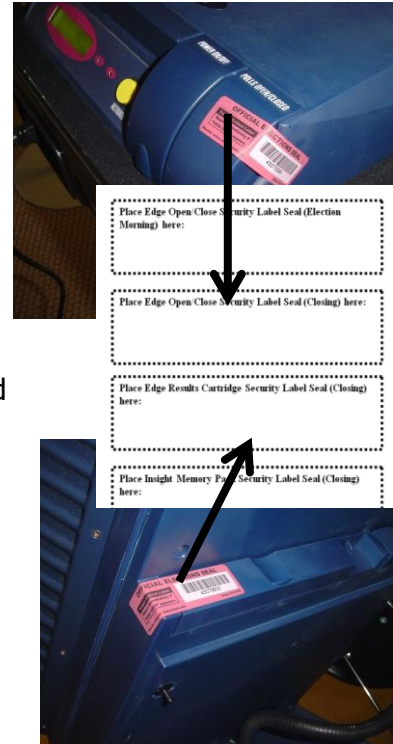 POWER ON/OFF
POLLS OPEN/CLOSED
OFFICIAL ELECTIONS SEAL
Place Edge Open/Close Security Label Seal (Election
Morning) here:
Place Edge Open/Close Security Label Seal (Closing) here:
Place Edge Results Cartridge Security Label Seal (Closing)
here:
d
Place Insight Memory Pack Security Label Seal (Closing)
here:
OFFICIAL ELECTIONS SEAL